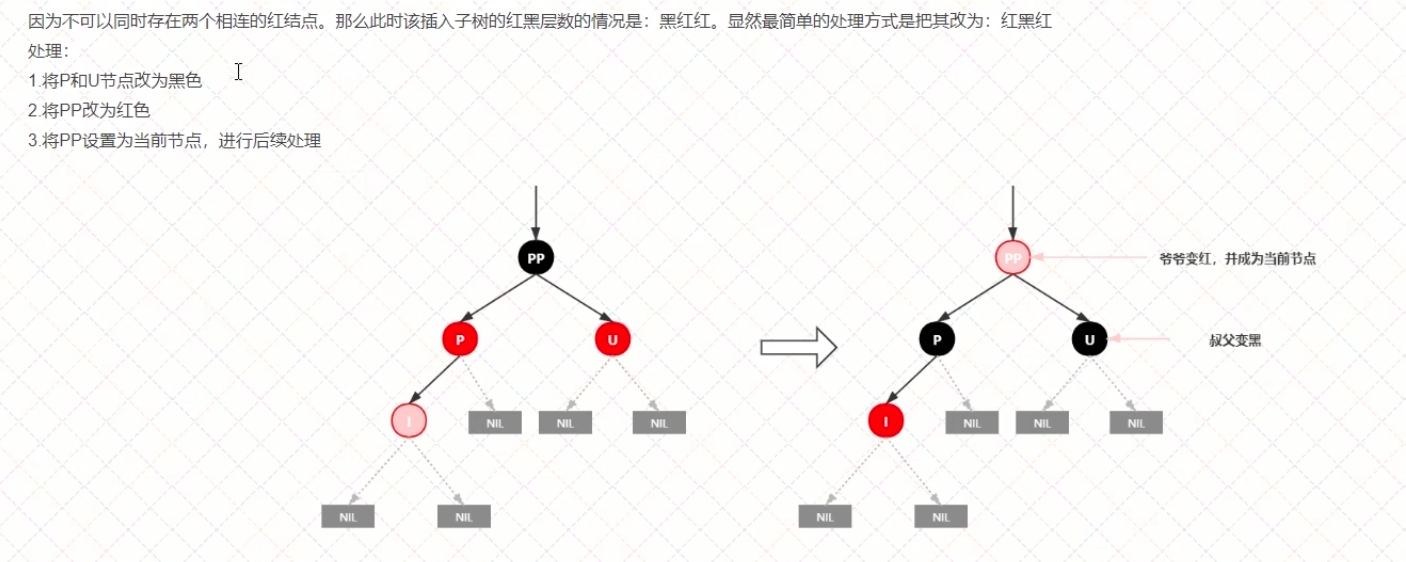 因为不可以同时存在两个相连的红结点。那么此时该插入子树的红黑层数的情况是：黑红红。显然最简单的处理方式是把其改为：红黑红
处理：
1.将P和U节点改为黑色
2.将PP改为红色
3.将PP设置为当前节点，进行后续处理
PP
PP
爷爷变红，并成为当前节点
P
U
P
U
叔父变黑
I
NIL
NIL
NIL
I
NIL
NIL
NIL
NIL
NIL
NIL
NIL